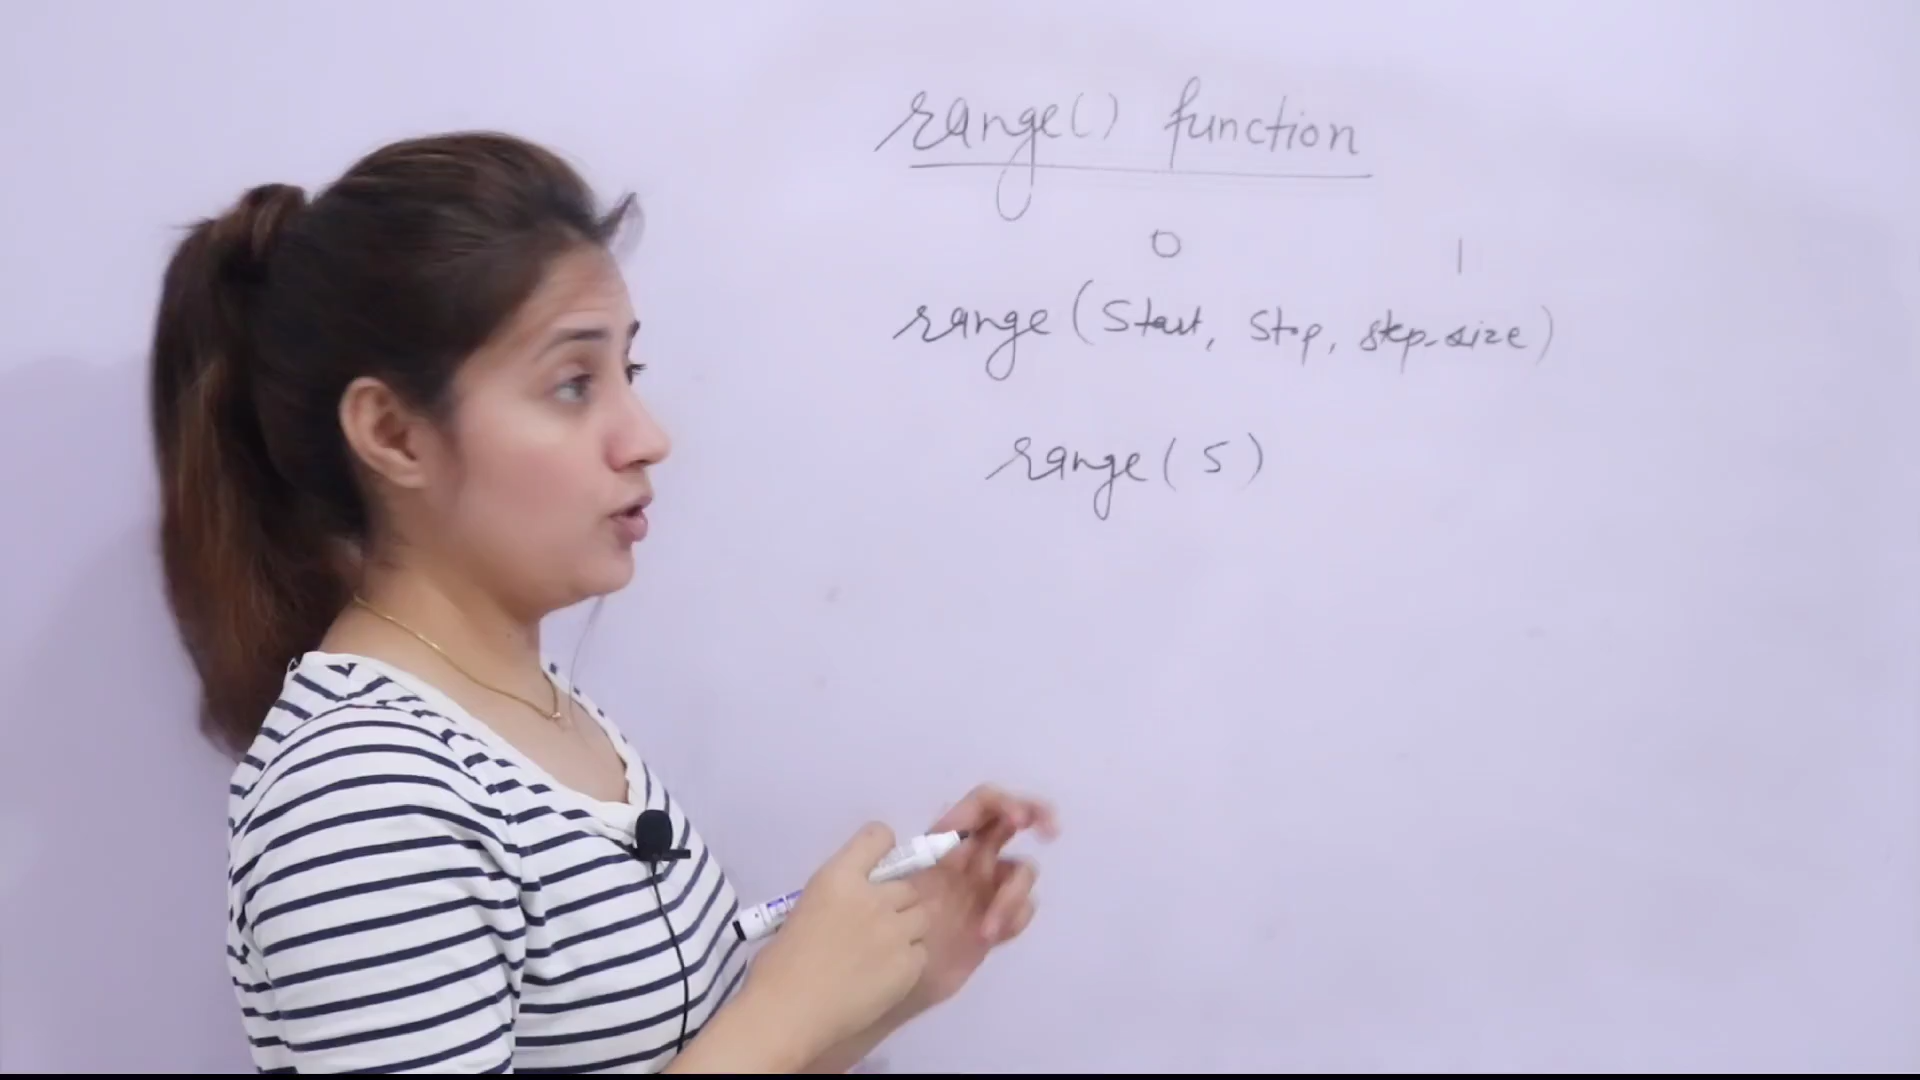 range() function
0 1
range (Start, Stop, step-size)
range (5)